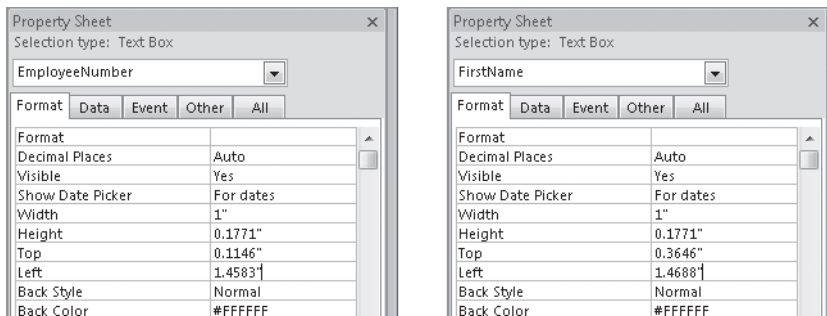 Property Sheet
Selection type: Text Box
EmployeeNumber
Format Data Event Other All
Format
Decimal Places Auto
Visible Yes
Show Date Picker For dates
Width 1"
Height 0.1771"
Top 0.1146"
Left 1.4583"
Back Style Normal
Back Color #FFFFFF
Property Sheet
Selection type: Text Box
FirstName
Format Data Event Other All
Format
Decimal Places Auto
Visible Yes
Show Date Picker For dates
Width 1"
Height 0.1771"
Top 0.3646"
Left 1.4688"
Back Style Normal
Back Color #FFFFFF